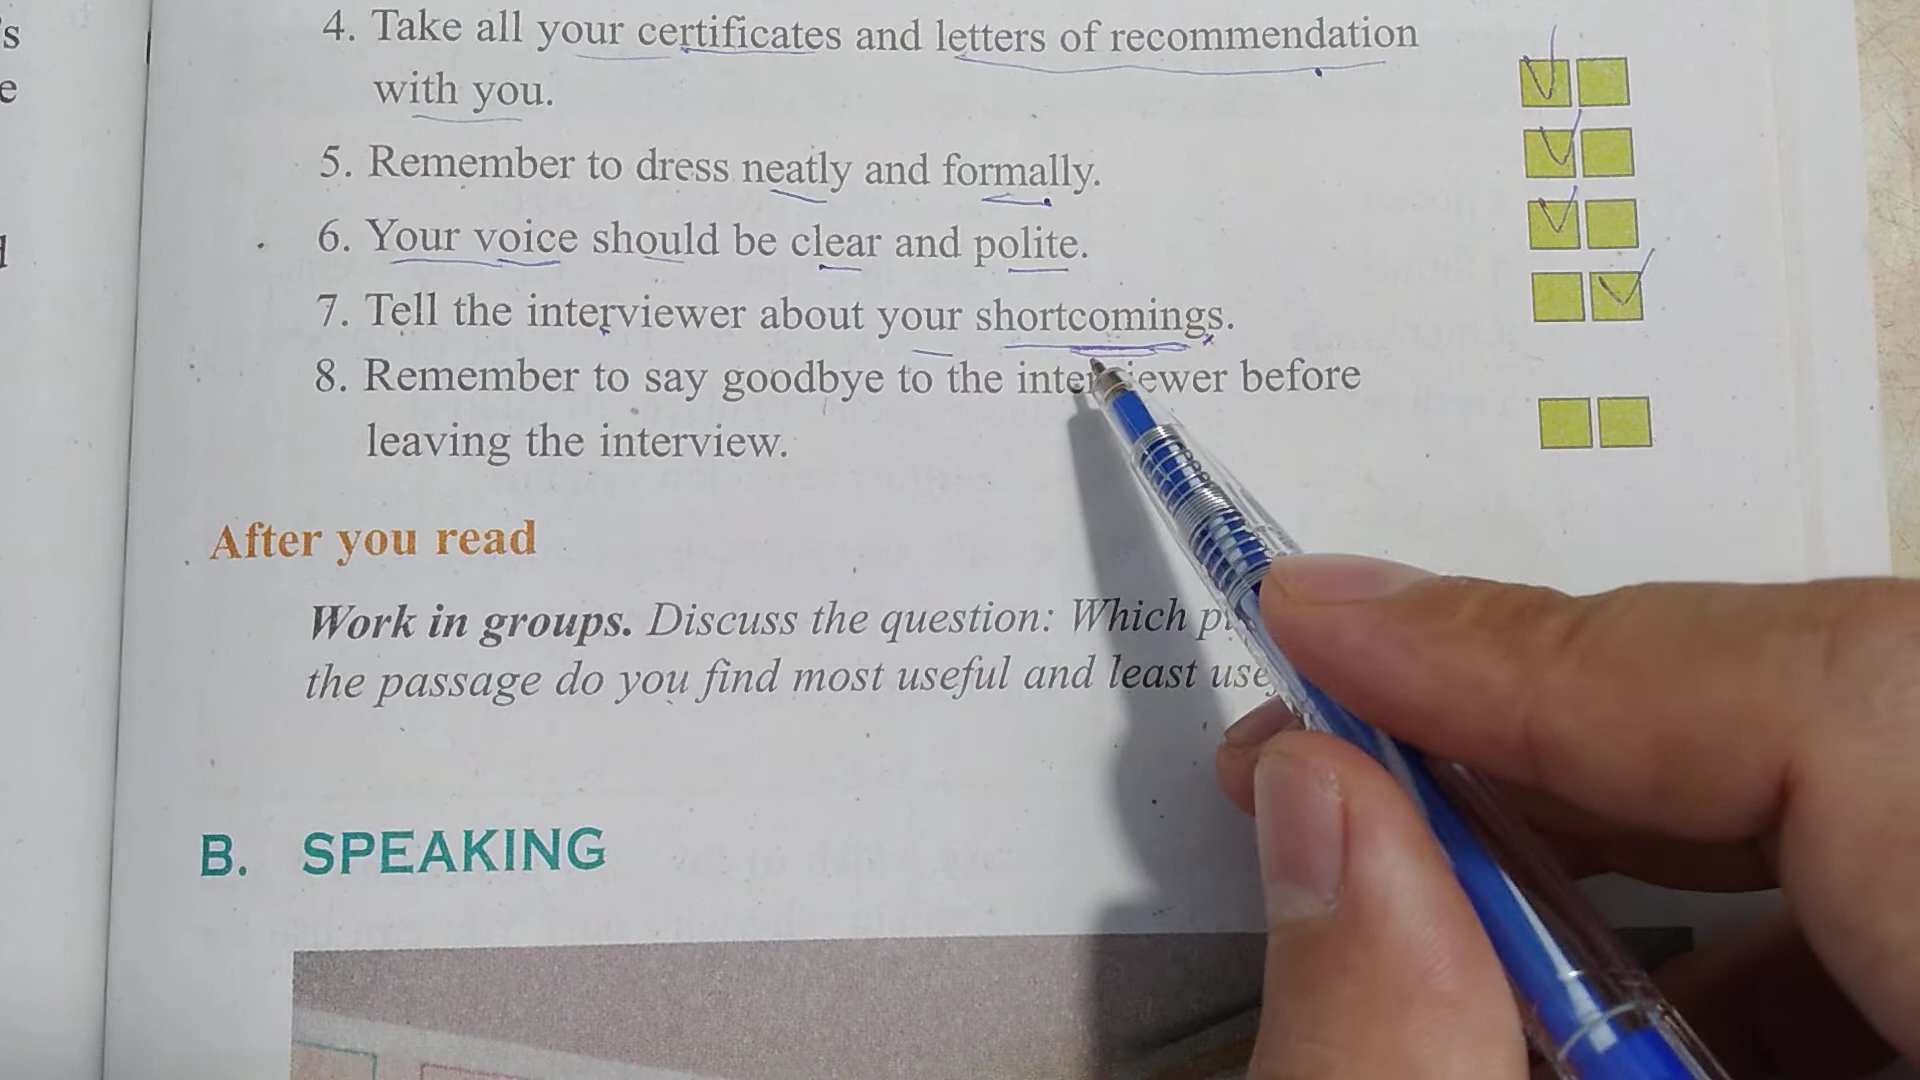 's
e
4. Take all your certificates and letters of recommendation
with you.
5. Remember to dress neatly and formally.
6. Your voice should be clear and polite.
7. Tell the interviewer about your shortcomings.
8. Remember to say goodbye to the interviewer before
leaving the interview.
After you read
Work in groups. Discuss the question: Which
the passage do you find most useful and least
B. SPEAKING